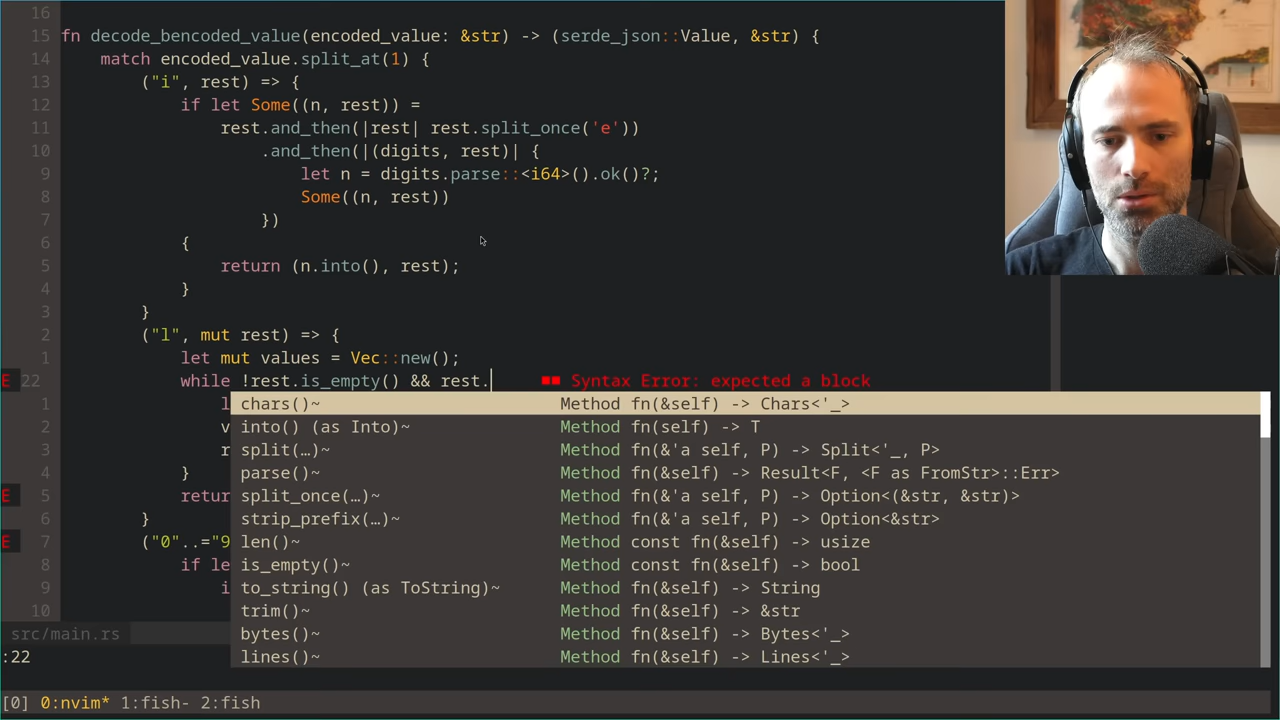 16
15 fn decode_bencoded_value(encoded_value: &str) -> (serde_json::Value, &str) {
14 match encoded_value.split_at(1) {
13 ("i", rest) => {
12 if let Some((n, rest)) =
11 rest.and_then(|rest| rest.split_once('e'))
10 .and_then(|(digits, rest)| {
9 let n = digits.parse::<i64>().ok()?;
8 Some((n, rest))
7 })
6 {
5 return (n.into(), rest);
4 }
3 }
2 ("l", mut rest) => {
1 let mut values = Vec::new();
E 22 while !rest.is_empty() && rest. ■■ Syntax Error: expected a block
1 l chars()~ Method fn(&self) -> Chars<'_>
2 v into() (as Into)~ Method fn(self) -> T
3 r split(…)~ Method fn(&'a self, P) -> Split<'_, P>
4 } parse()~ Method fn(&self) -> Result<F, <F as FromStr>::Err>
E 5 retur split_once(…)~ Method fn(&'a self, P) -> Option<(&str, &str)>
6 } strip_prefix(…)~ Method fn(&'a self, P) -> Option<&str>
E 7 ("0"..="9 len()~ Method const fn(&self) -> usize
8 if le is_empty()~ Method const fn(&self) -> bool
9 i to_string() (as ToString)~ Method fn(&self) -> String
10 trim()~ Method fn(&self) -> &str
src/main.rs bytes()~ Method fn(&self) -> Bytes<'_>
:22 lines()~ Method fn(&self) -> Lines<'_>
[0] 0:nvim* 1:fish- 2:fish